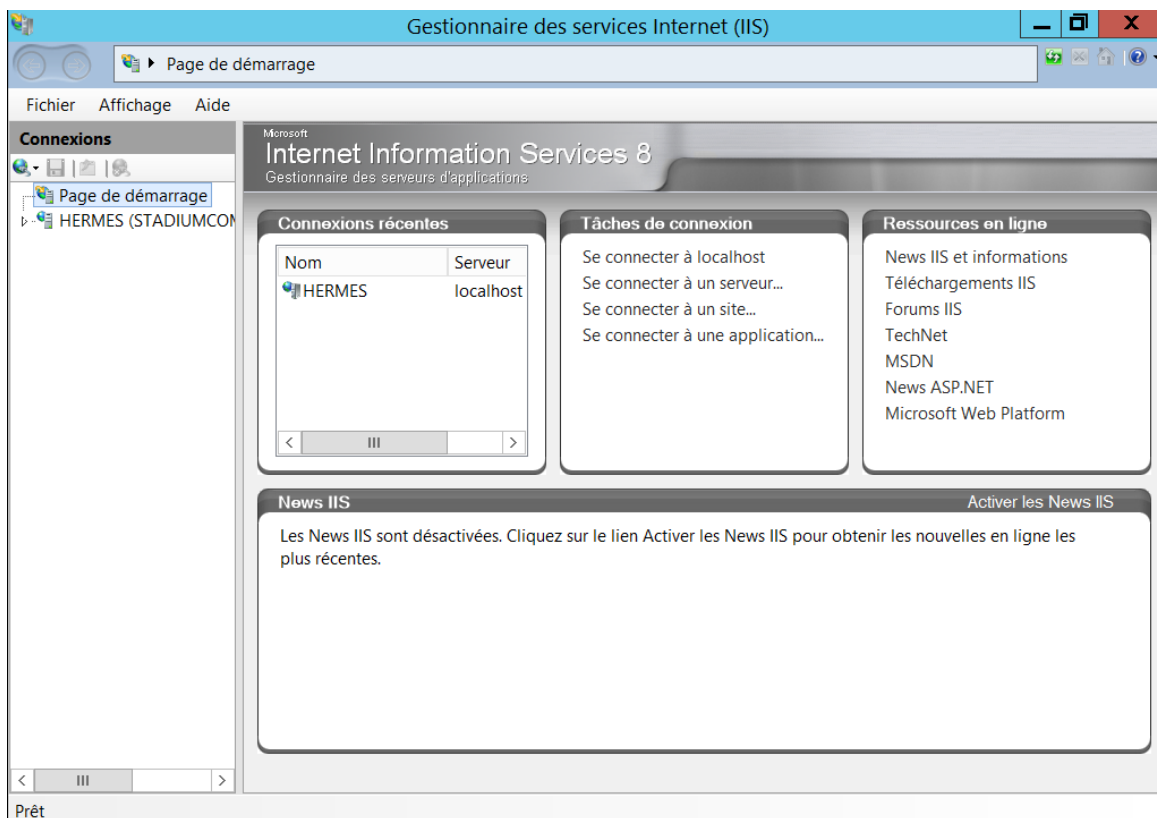 Gestionnaire des services Internet (IIS)
Page de démarrage
Fichier Affichage Aide
Connexions
Page de démarrage
HERMES (STADIUMCOM
Microsoft
Internet Information Services 8
Gestionnaire des serveurs d'applications
Connexions récentes
Nom Serveur
HERMES localhost
Tâches de connexion
Se connecter à localhost
Se connecter à un serveur...
Se connecter à un site...
Se connecter à une application...
Ressources en ligne
News IIS et informations
Téléchargements IIS
Forums IIS
TechNet
MSDN
News ASP.NET
Microsoft Web Platform
News IIS Activer les News IIS
Les News IIS sont désactivées. Cliquez sur le lien Activer les News IIS pour obtenir les nouvelles en ligne les
plus récentes.
Prêt